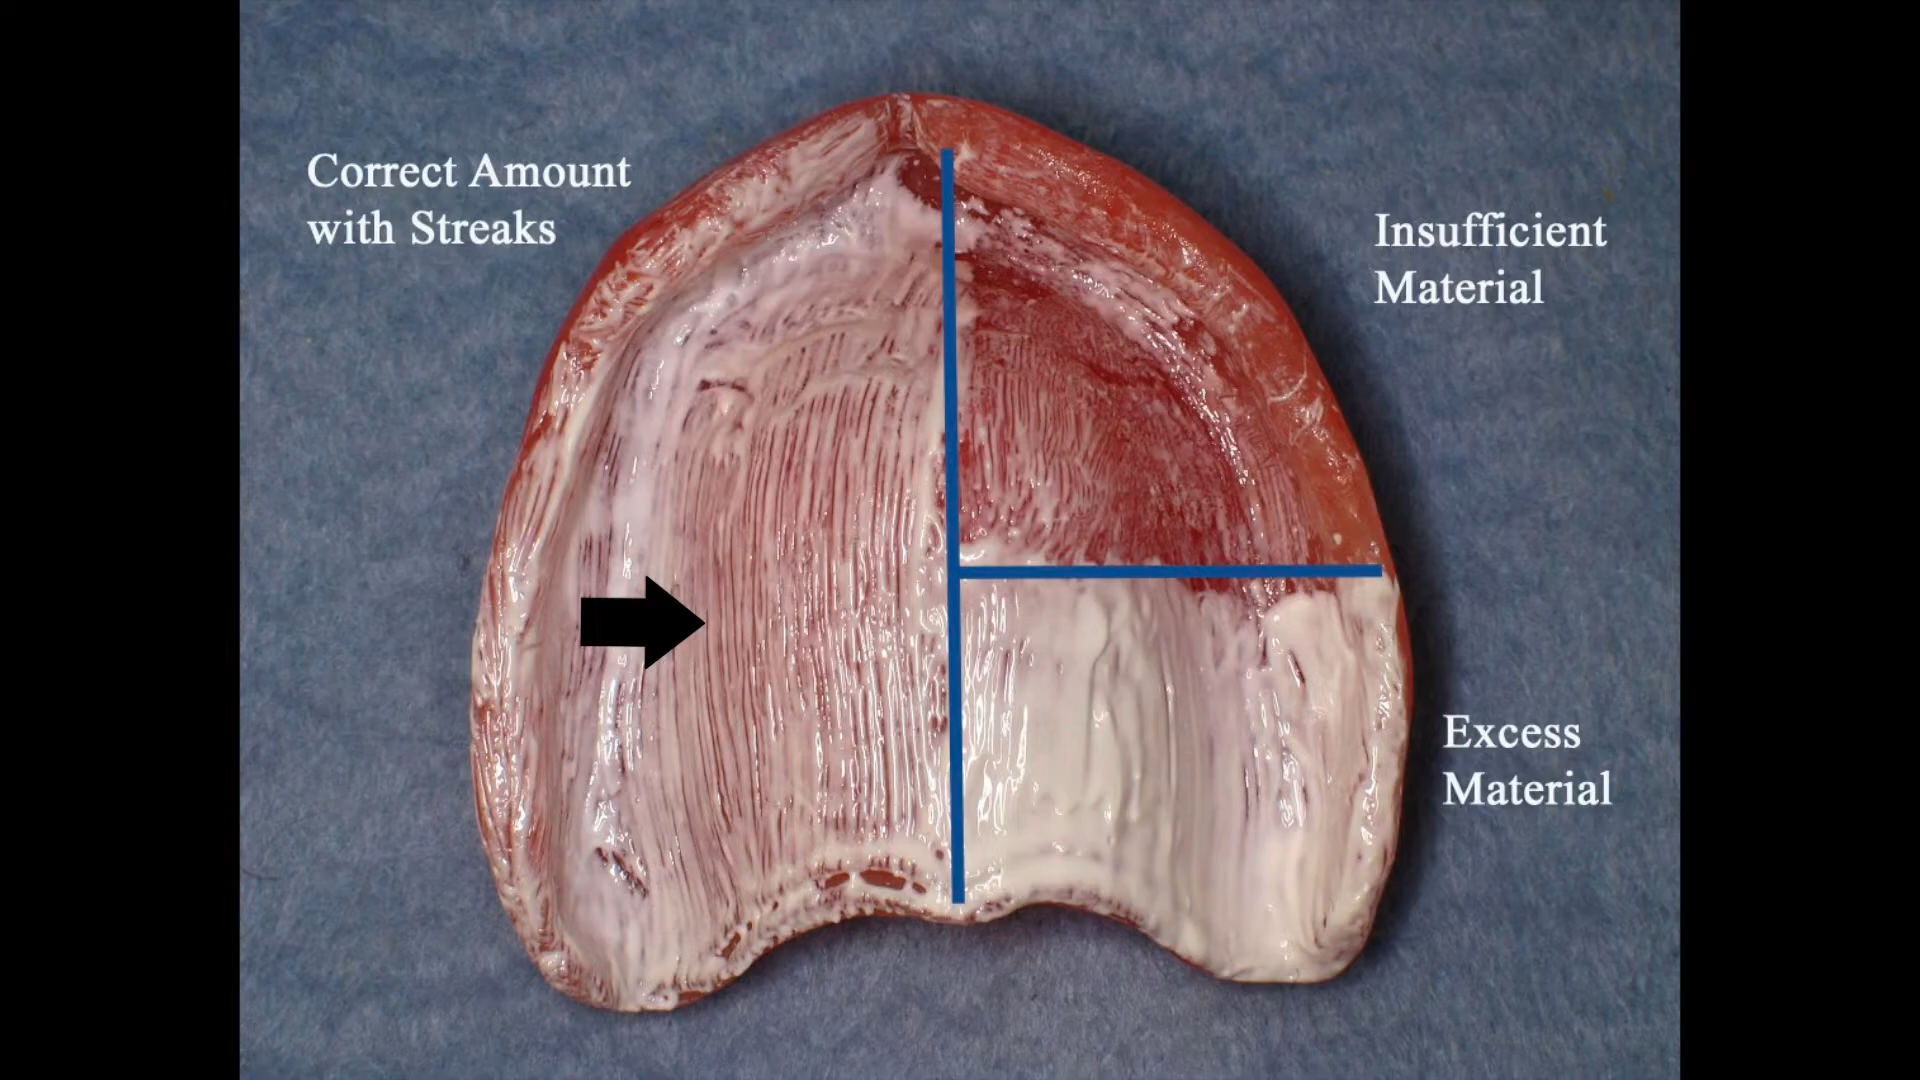 Correct Amount
with Streaks
Insufficient
Material
Excess
Material